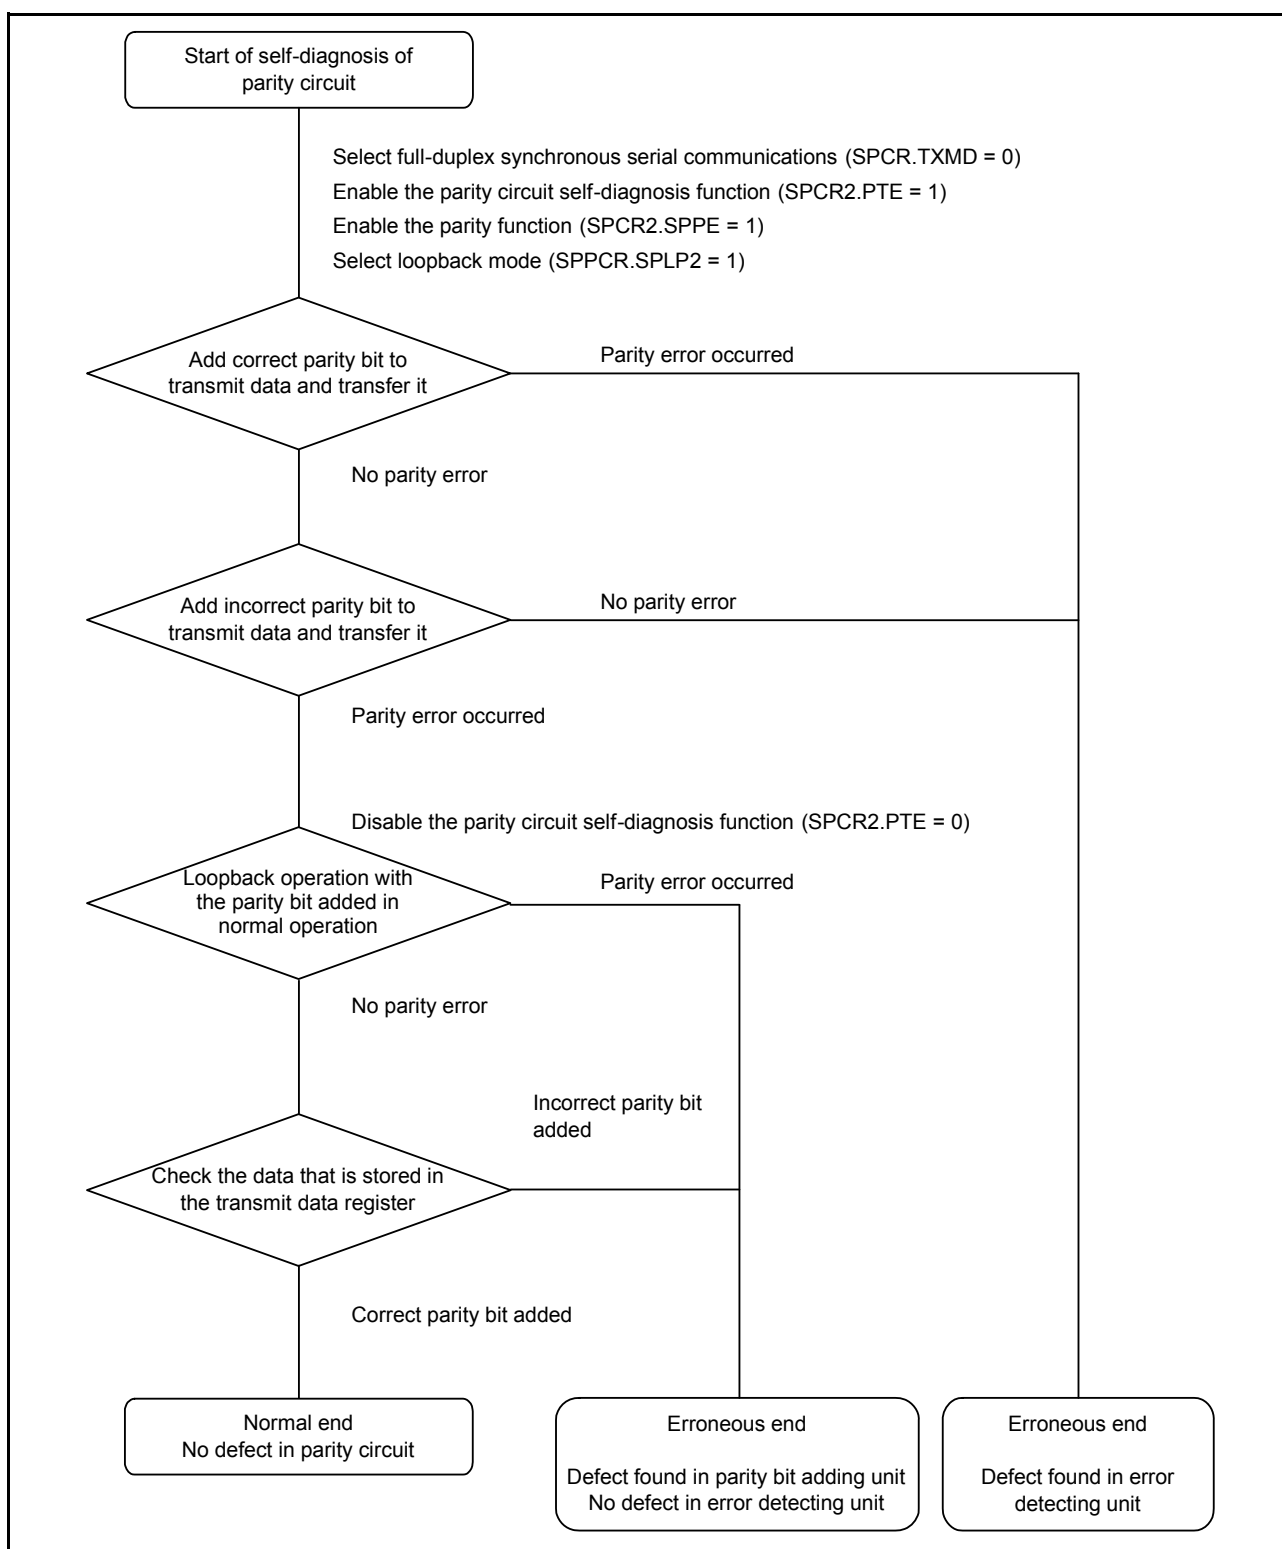 Start of self-diagnosis of
parity circuit
Select full-duplex synchronous serial communications (SPCR.TXMD = 0)
Enable the parity circuit self-diagnosis function (SPCR2.PTE = 1)
Enable the parity function (SPCR2.SPPE = 1)
Select loopback mode (SPPCR.SPLP2 = 1)
Add correct parity bit to
transmit data and transfer it
Parity error occurred
No parity error
Add incorrect parity bit to
transmit data and transfer it
No parity error
Parity error occurred
Disable the parity circuit self-diagnosis function (SPCR2.PTE = 0)
Loopback operation with
the parity bit added in
normal operation
Parity error occurred
No parity error
Incorrect parity bit
added
Check the data that is stored in
the transmit data register
Correct parity bit added
Normal end
No defect in parity circuit
Erroneous end
Defect found in parity bit adding unit
No defect in error detecting unit
Erroneous end
Defect found in error
detecting unit